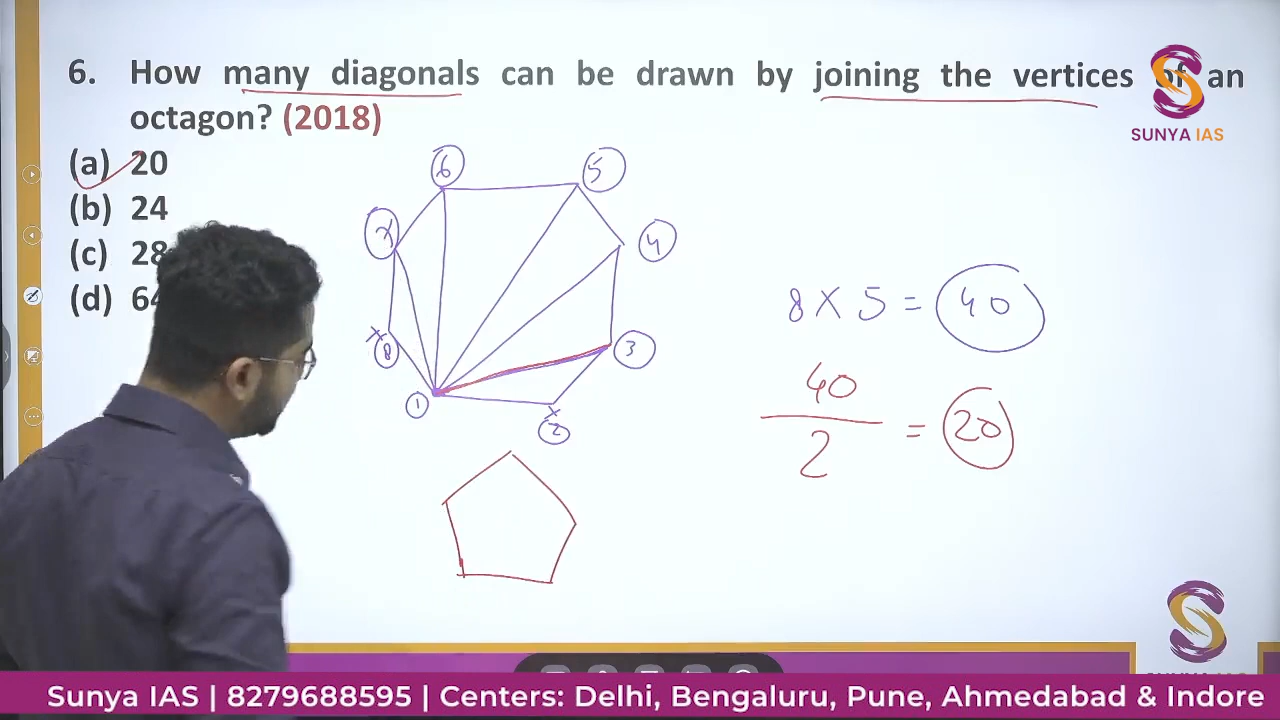 6. How many diagonals can be drawn by joining the vertices of an
octagon? (2018)
(a) 20
(b) 24
(c) 28
(d) 64
SUNYA IAS
6
5
7
4
8
3
1
2
8 X 5 = 40
40
2
= 20
Sunya IAS | 8279688595 | Centers: Delhi, Bengaluru, Pune, Ahmedabad & Indore